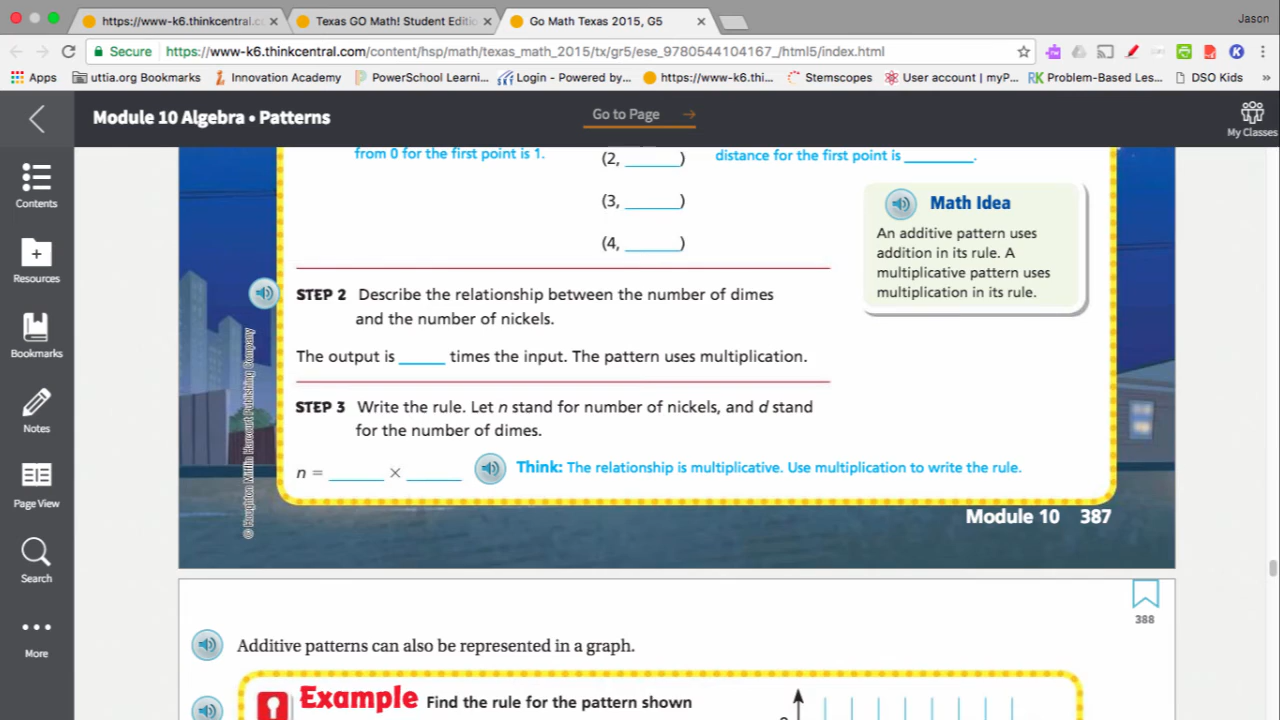 https://www-k6.thinkcentral.c
Texas GO Math! Student Editio
Go Math Texas 2015, G5
Jason
Secure
https://www-k6.thinkcentral.com/content/hsp/math/texas_math_2015/tx/gr5/ese_9780544104167_/html5/index.html
Apps
uttia.org Bookmarks
Innovation Academy
PowerSchool Learni...
Login - Powered by...
https://www-k6.thi...
Stemscopes
User account | myP...
RK Problem-Based Les...
DSO Kids
»
Module 10 Algebra • Patterns
Go to Page →
My Classes
Contents
Resources
Bookmarks
Notes
Page View
Search
More
from 0 for the first point is 1.
(2, ______)
distance for the first point is ________.
(3, ______)
(4, ______)
Math Idea
An additive pattern uses
addition in its rule. A
multiplicative pattern uses
multiplication in its rule.
STEP 2 Describe the relationship between the number of dimes
and the number of nickels.
The output is _____ times the input. The pattern uses multiplication.
STEP 3 Write the rule. Let n stand for number of nickels, and d stand
for the number of dimes.
n = ______ × ______
Think: The relationship is multiplicative. Use multiplication to write the rule.
© Houghton Mifflin Harcourt Publishing Company
Module 10 387
388
Additive patterns can also be represented in a graph.
Example Find the rule for the pattern shown